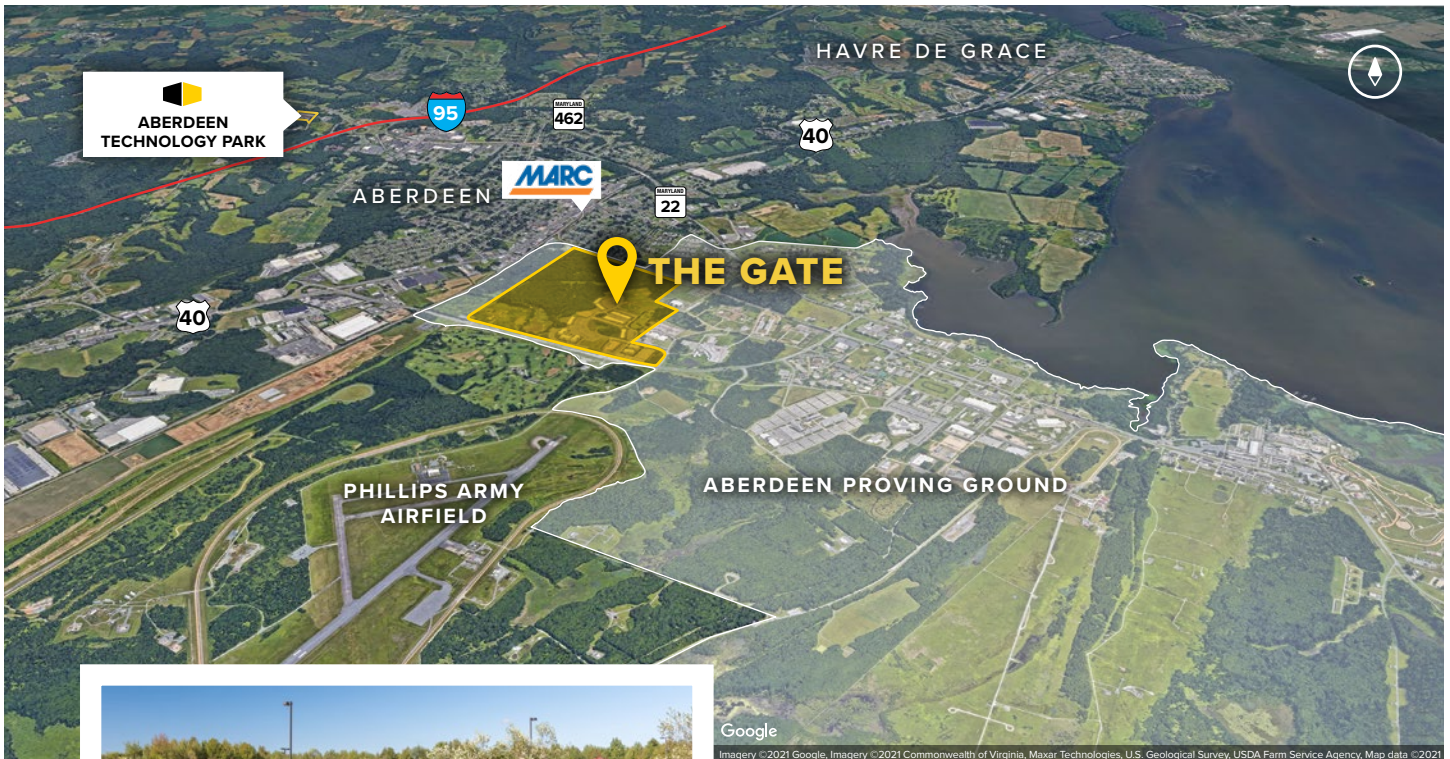 HAVRE DE GRACE
ABERDEEN
TECHNOLOGY PARK
95
MARYLAND
462
40
ABERDEEN
MARC
MARYLAND
22
THE GATE
40
PHILLIPS ARMY
AIRFIELD
ABERDEEN PROVING GROUND
Google
Imagery ©2021 Google, Imagery ©2021 Commonwealth of Virginia, Maxar Technologies, U.S. Geological Survey, USDA Farm Service Agency, Map data ©2021